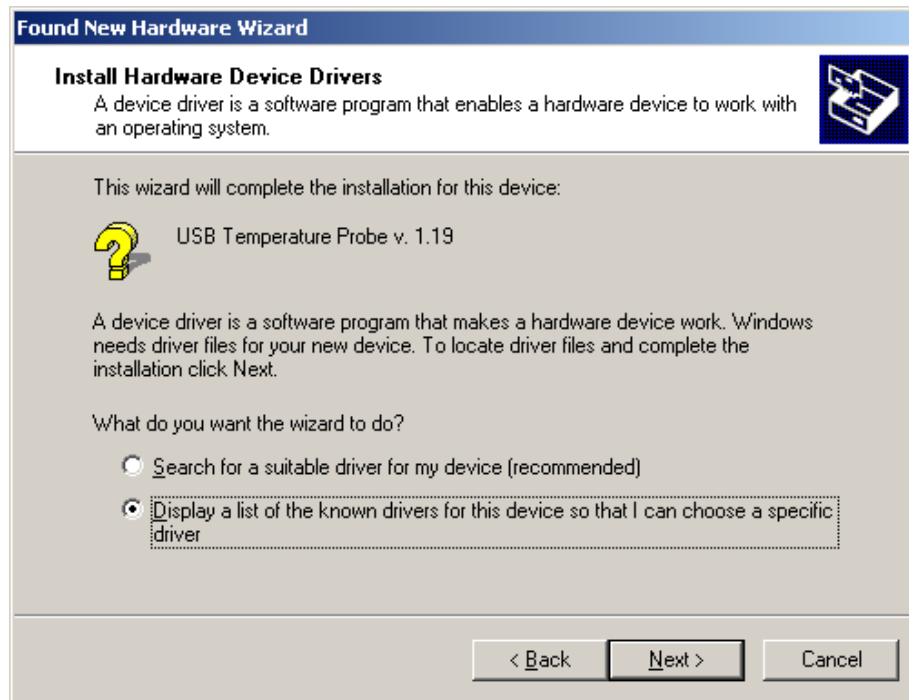 Found New Hardware Wizard
Install Hardware Device Drivers
A device driver is a software program that enables a hardware device to work with
an operating system.
This wizard will complete the installation for this device:
USB Temperature Probe v. 1.19
A device driver is a software program that makes a hardware device work. Windows
needs driver files for your new device. To locate driver files and complete the
installation click Next.
What do you want the wizard to do?
Search for a suitable driver for my device (recommended)
Display a list of the known drivers for this device so that I can choose a specific
driver
< Back Next > Cancel